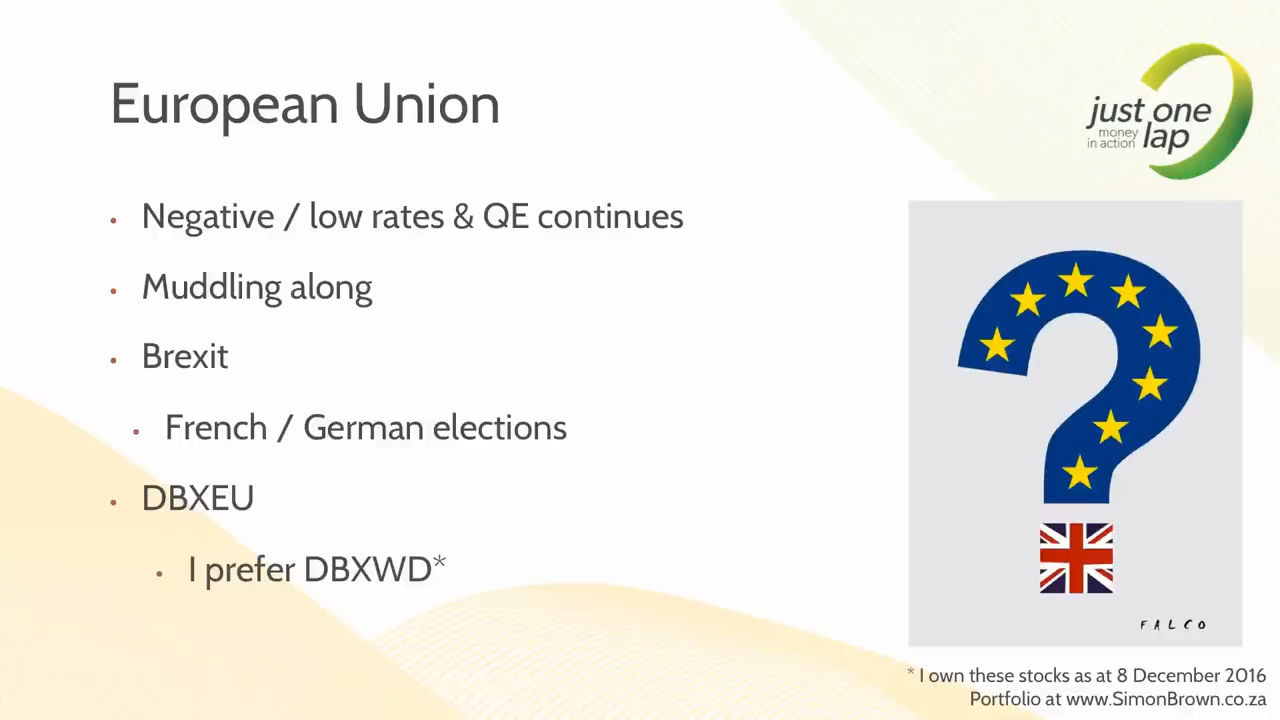 European Union
just one
money
in action lap
• Negative / low rates & QE continues
• Muddling along
• Brexit
• French / German elections
• DBXEU
• I prefer DBXWD*
FALCO
* I own these stocks as at 8 December 2016
Portfolio at www.SimonBrown.co.za